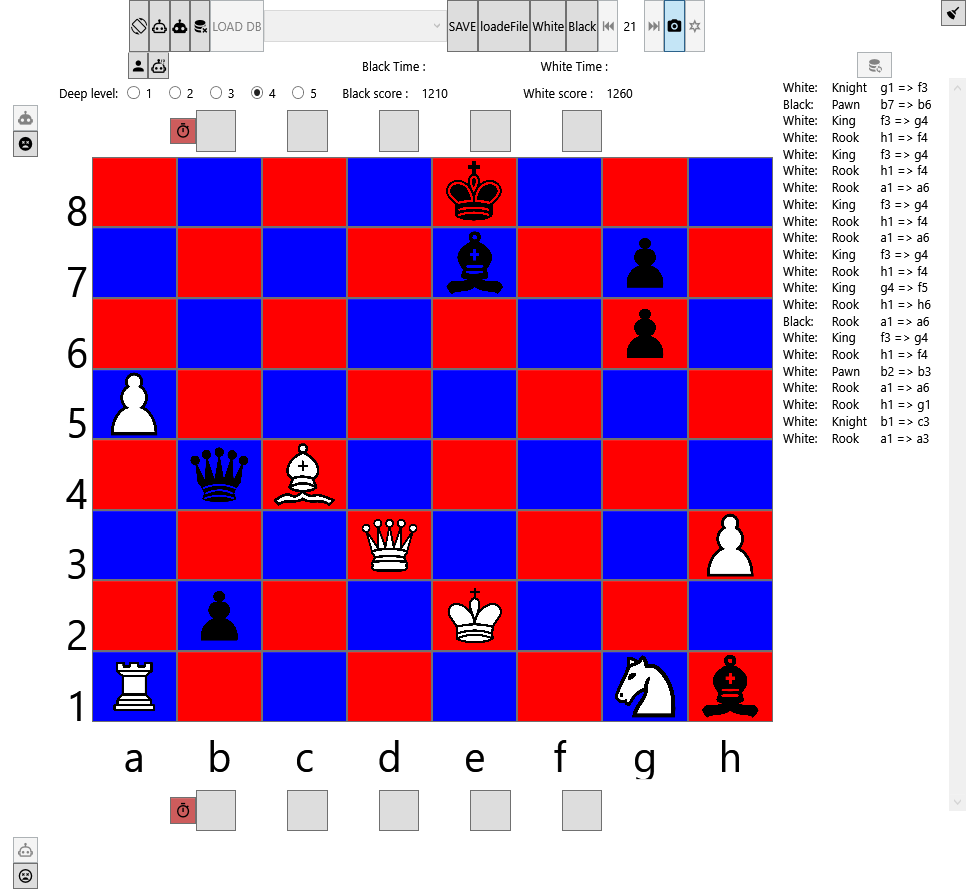 LOAD DB SAVE loadeFile White Black 21
Black Time : White Time :
Deep level: 1 2 3 4 5 Black score : 1210 White score : 1260
White: Knight g1 => f3
Black: Pawn b7 => b6
White: King f3 => g4
White: Rook h1 => f4
White: King f3 => g4
White: Rook h1 => f4
White: Rook a1 => a6
White: King f3 => g4
White: Rook h1 => f4
White: Rook a1 => a6
White: King f3 => g4
White: Rook h1 => f4
White: King g4 => f5
White: Rook h1 => h6
Black: Rook a1 => a6
White: King f3 => g4
White: Rook h1 => f4
White: Pawn b2 => b3
White: Rook a1 => a6
White: Rook h1 => g1
White: Knight b1 => c3
White: Rook a1 => a3
8
7
6
5
4
3
2
1
a b c d e f g h